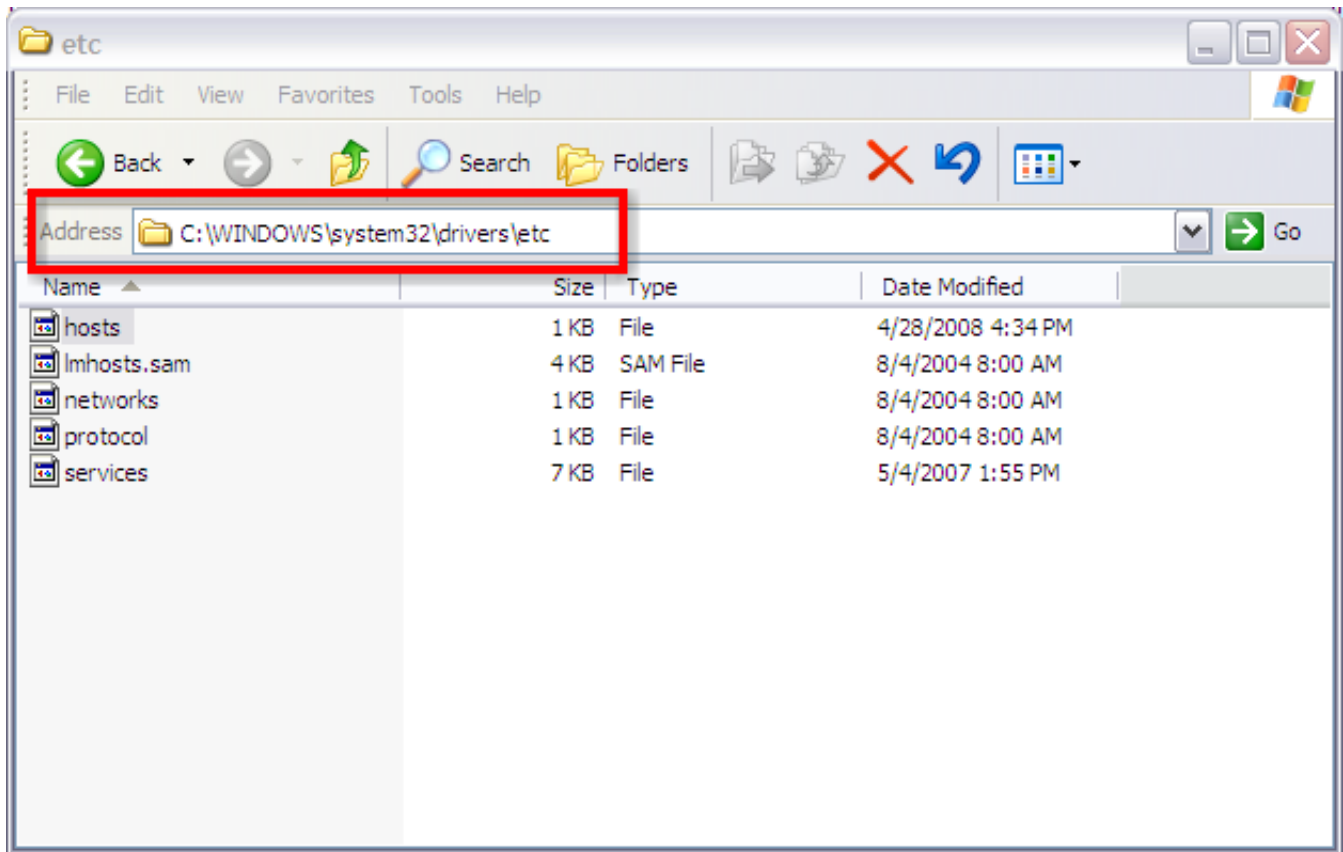 etc
File Edit View Favorites Tools Help
Back Search Folders
Address C:\WINDOWS\system32\drivers\etc Go
Name Size Type Date Modified
hosts 1 KB File 4/28/2008 4:34 PM
lmhosts.sam 4 KB SAM File 8/4/2004 8:00 AM
networks 1 KB File 8/4/2004 8:00 AM
protocol 1 KB File 8/4/2004 8:00 AM
services 7 KB File 5/4/2007 1:55 PM